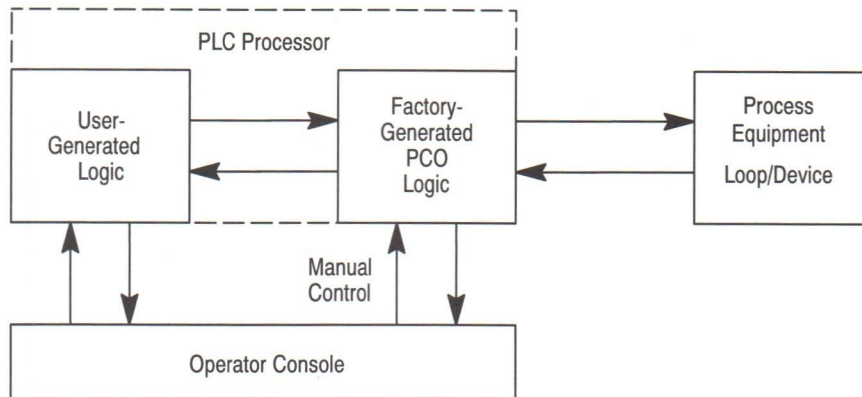 PLC Processor
User-
Generated
Logic
Factory-
Generated
PCO
Logic
Process
Equipment
Loop/Device
Manual
Control
Operator Console